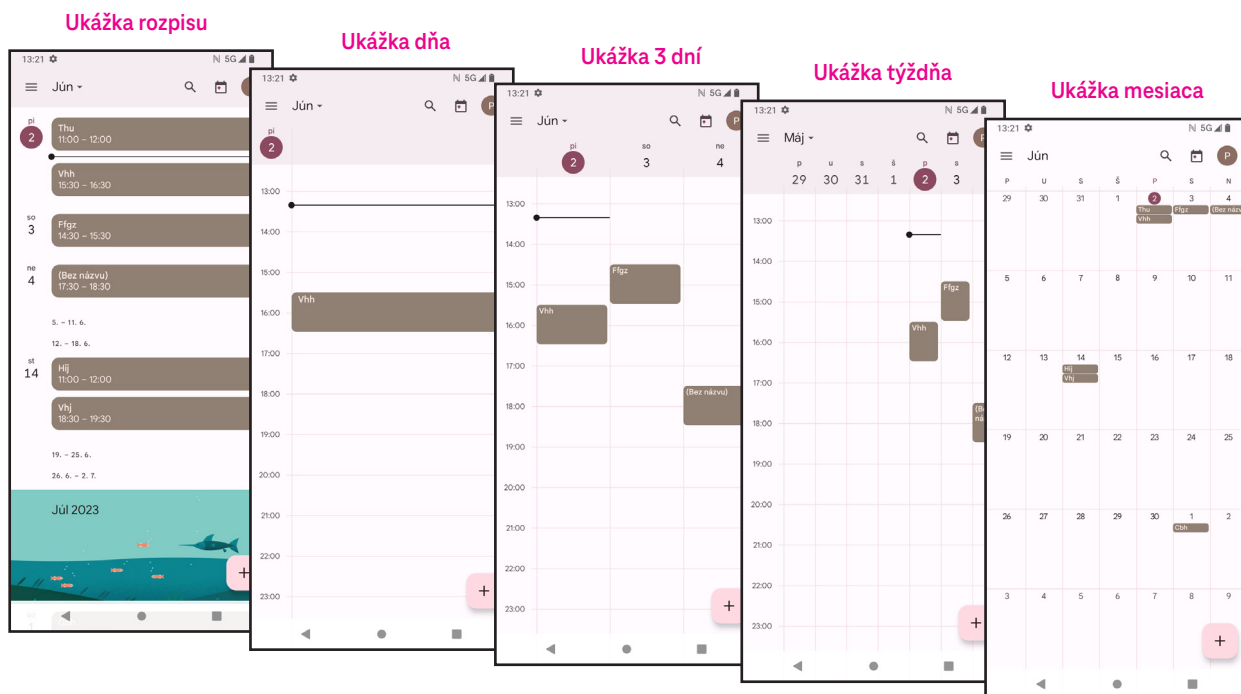 Ukážka rozpisu
13:21
5G
Jún
pi
2
Thu
11:00 – 12:00
Vhh
15:30 – 16:30
so
3
Ffgz
14:30 – 15:30
ne
4
(Bez názvu)
17:30 – 18:30
5. – 11. 6.
12. – 18. 6.
st
14
Hij
11:00 – 12:00
Vhj
18:30 – 19:30
19. – 25. 6.
26. 6. – 2. 7.
Júl 2023
+
Ukážka dňa
13:21
5G
Jún
P
pi
2
13:00
14:00
15:00
Vhh
16:00
17:00
18:00
19:00
20:00
21:00
22:00
23:00
+
Ukážka 3 dní
13:21
5G
Jún
P
pi so ne
2 3 4
13:00
14:00
Ffgz
15:00
Vhh
16:00
17:00
(Bez názvu)
18:00
19:00
20:00
21:00
22:00
23:00
+
Ukážka týždňa
13:21
5G
Máj
P
p u s š p s
29 30 31 1 2 3
13:00
14:00
Ffgz
15:00
Vhh
16:00
17:00
(Be
ná
18:00
19:00
20:00
21:00
22:00
23:00
+
Ukážka mesiaca
13:21
5G
Jún
P
P U S Š P S N
29 30 31 1 2 3 4
Thu Ffgz (Bez názv
Vhh
5 6 7 8 9 10 11
12 13 14 15 16 17 18
Hij
Vhj
19 20 21 22 23 24 25
26 27 28 29 30 1 2
Cbh
3 4 5 6 7 8 9
+